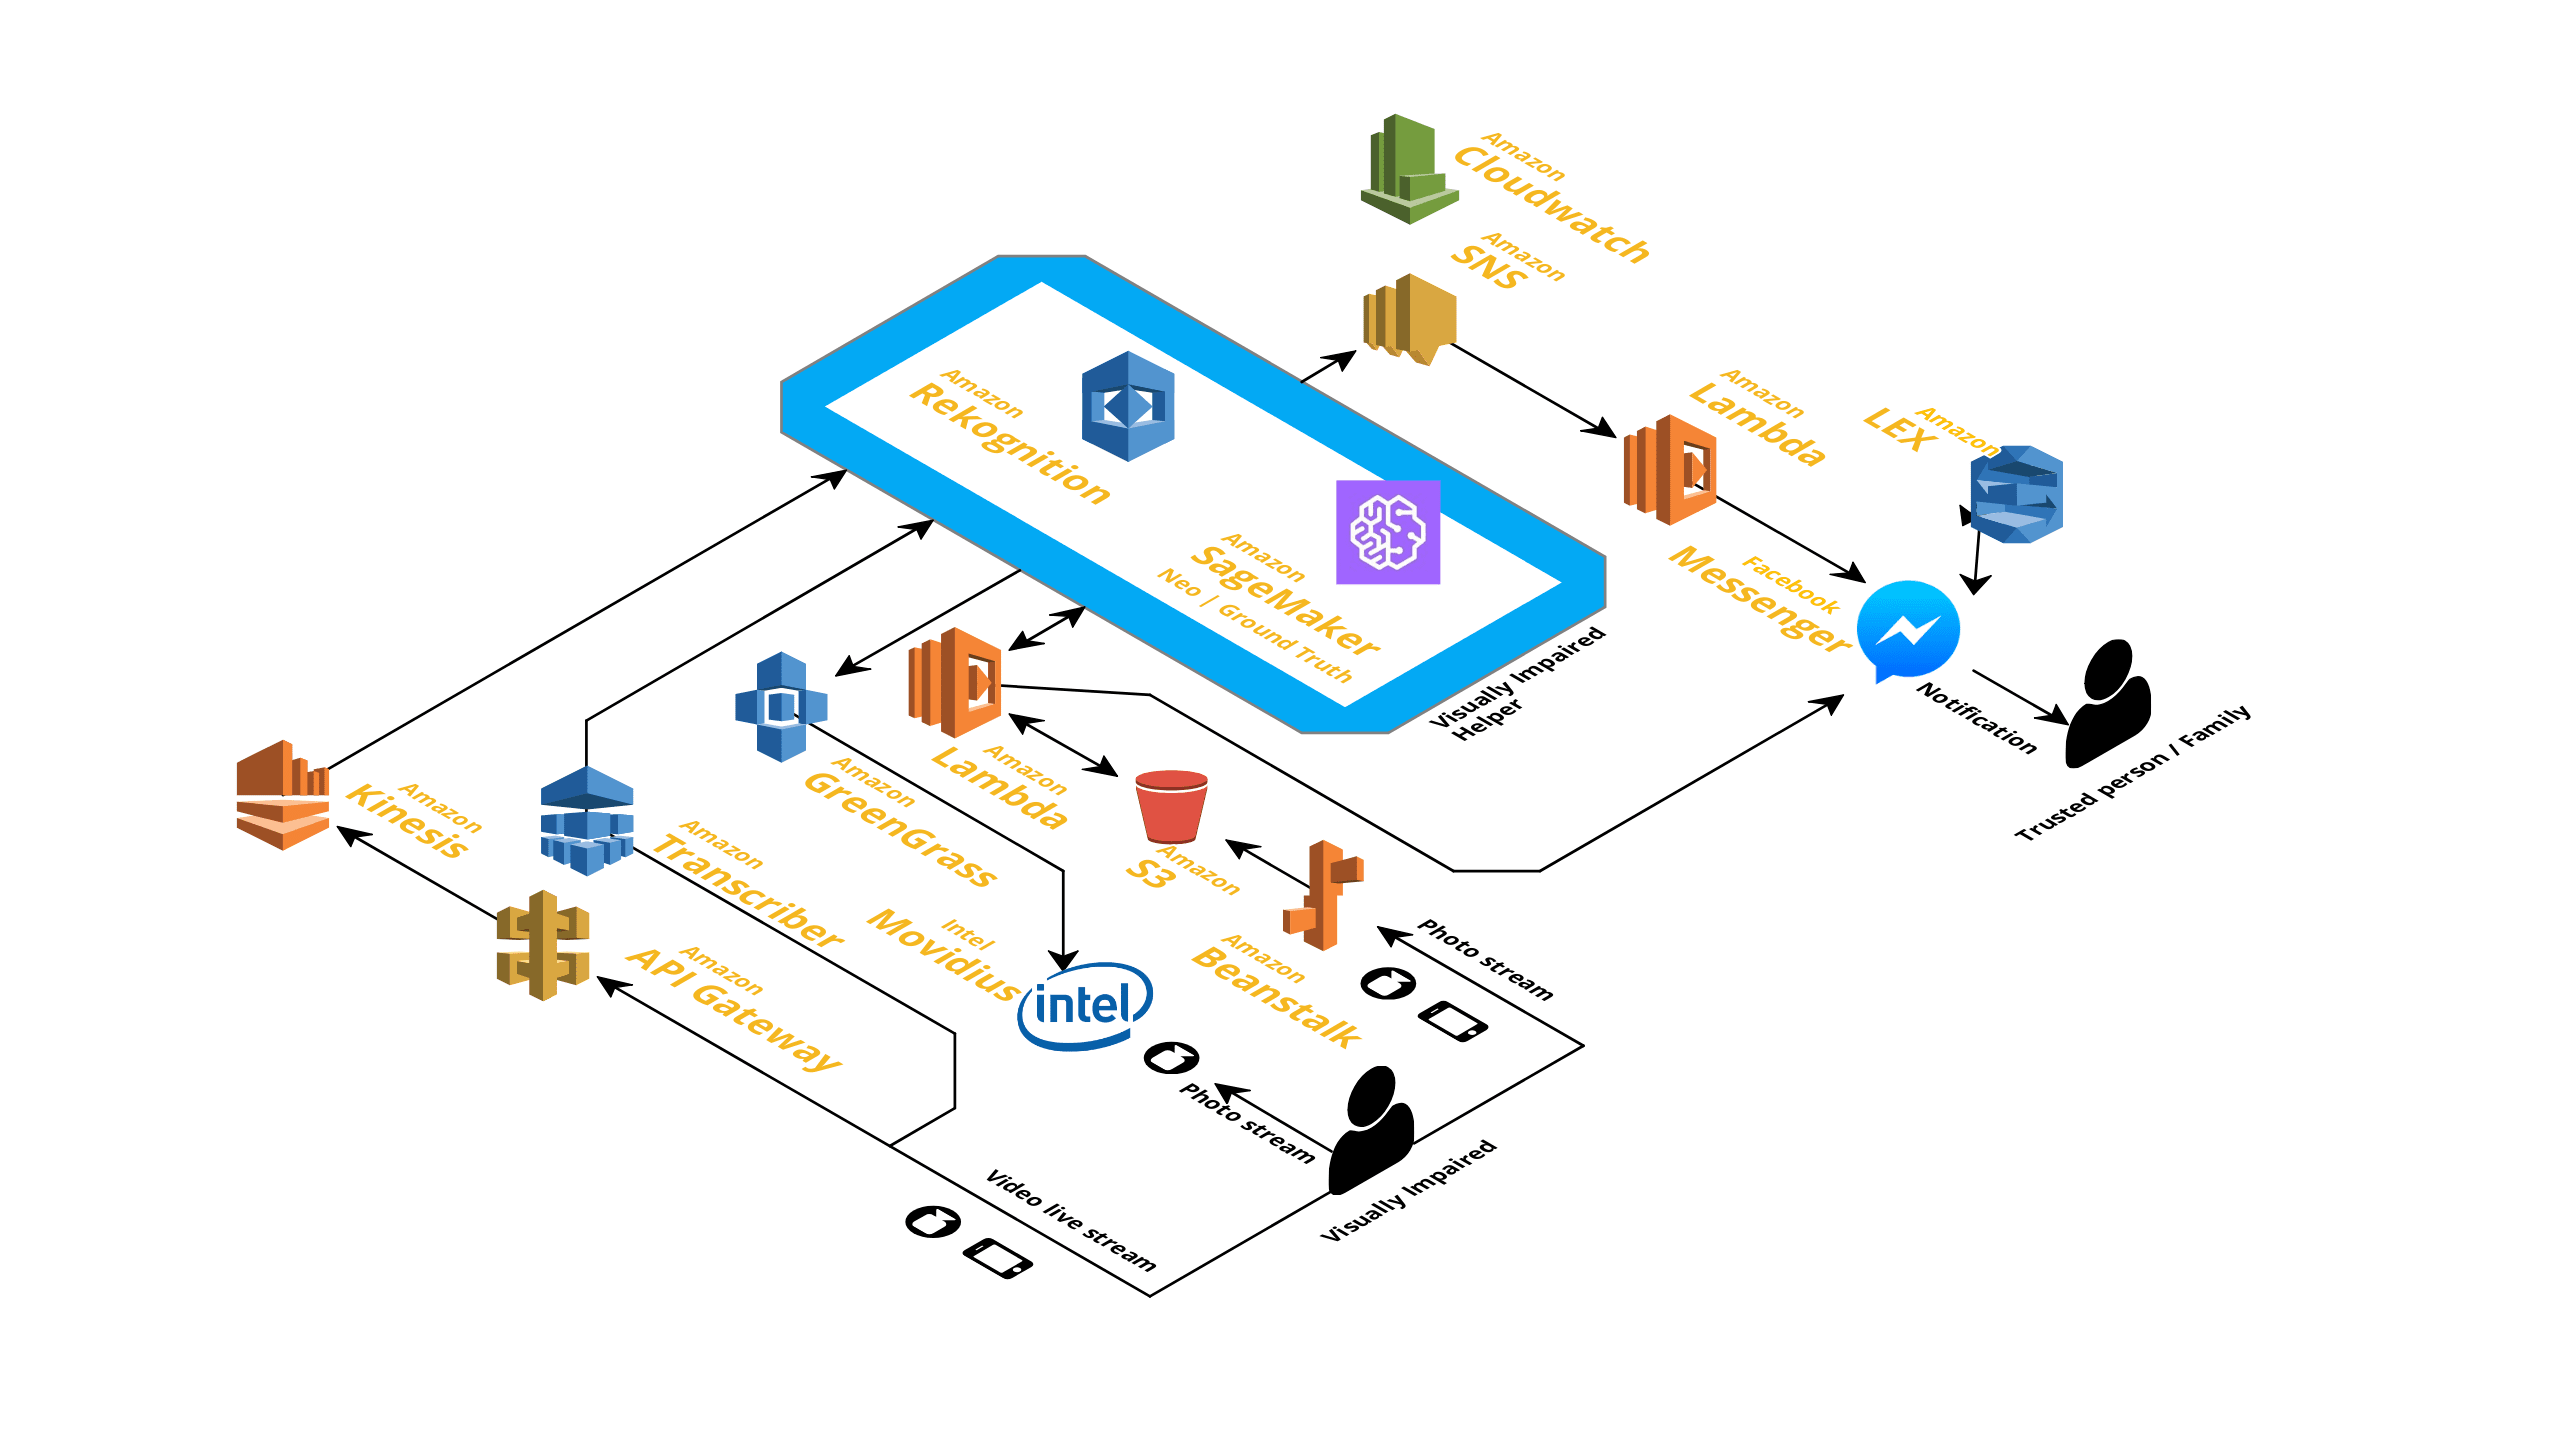 Amazon
Cloudwatch
Amazon
SNS
Amazon
Rekognition
Amazon
Lambda
Amazon
LEX
Amazon
SageMaker
Neo | Ground Truth
Facebook
Messenger
Visually Impaired
Helper
Notification
Trusted person / Family
Amazon
Kinesis
Amazon
Transcriber
Amazon
GreenGrass
Amazon
Lambda
Amazon
S3
Amazon
API Gateway
Intel
Movidius
intel
Amazon
Beanstalk
Photo stream
Photo stream
Visually Impaired
Video live stream